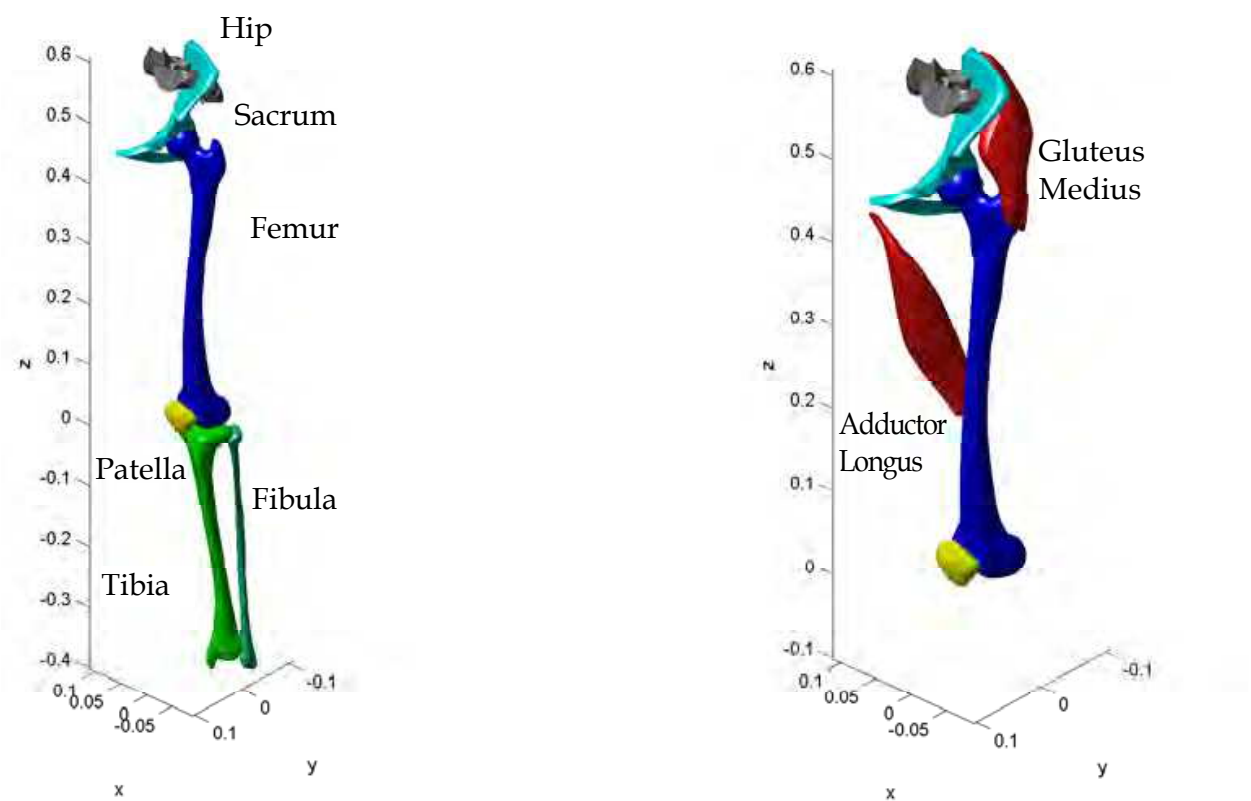 Hip
0.6
Sacrum
0.5
0.4
Femur
0.3
0.2
z
0.1
0
Patella
-0.1
Fibula
-0.2
Tibia
-0.3
-0.4
0.1
0.05
0
-0.05
-0.1
0
0.1
y
x
0.6
Gluteus
Medius
0.5
0.4
0.3
z
0.2
Adductor
Longus
0.1
0
-0.1
0.1
0.05
0
-0.05
-0.1
0
0.1
y
x